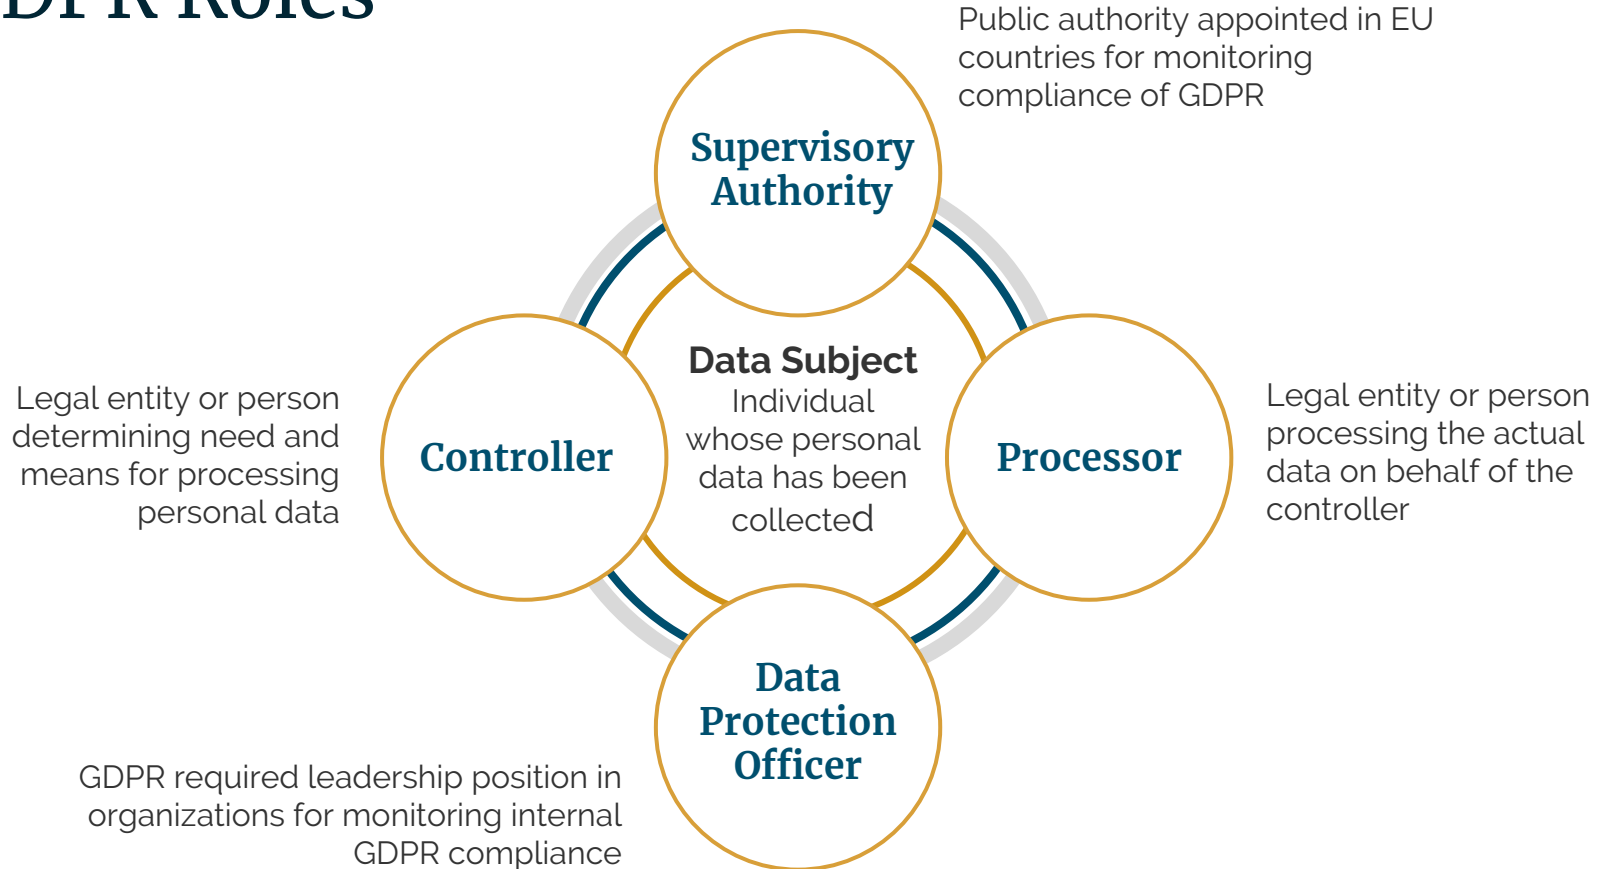 DPR Roles
Public authority appointed in EU
countries for monitoring
compliance of GDPR
Supervisory
Authority
Data Subject
Individual
whose personal
data has been
collected
Legal entity or person
determining need and
means for processing
personal data
Controller
Processor
Legal entity or person
processing the actual
data on behalf of the
controller
Data
Protection
Officer
GDPR required leadership position in
organizations for monitoring internal
GDPR compliance